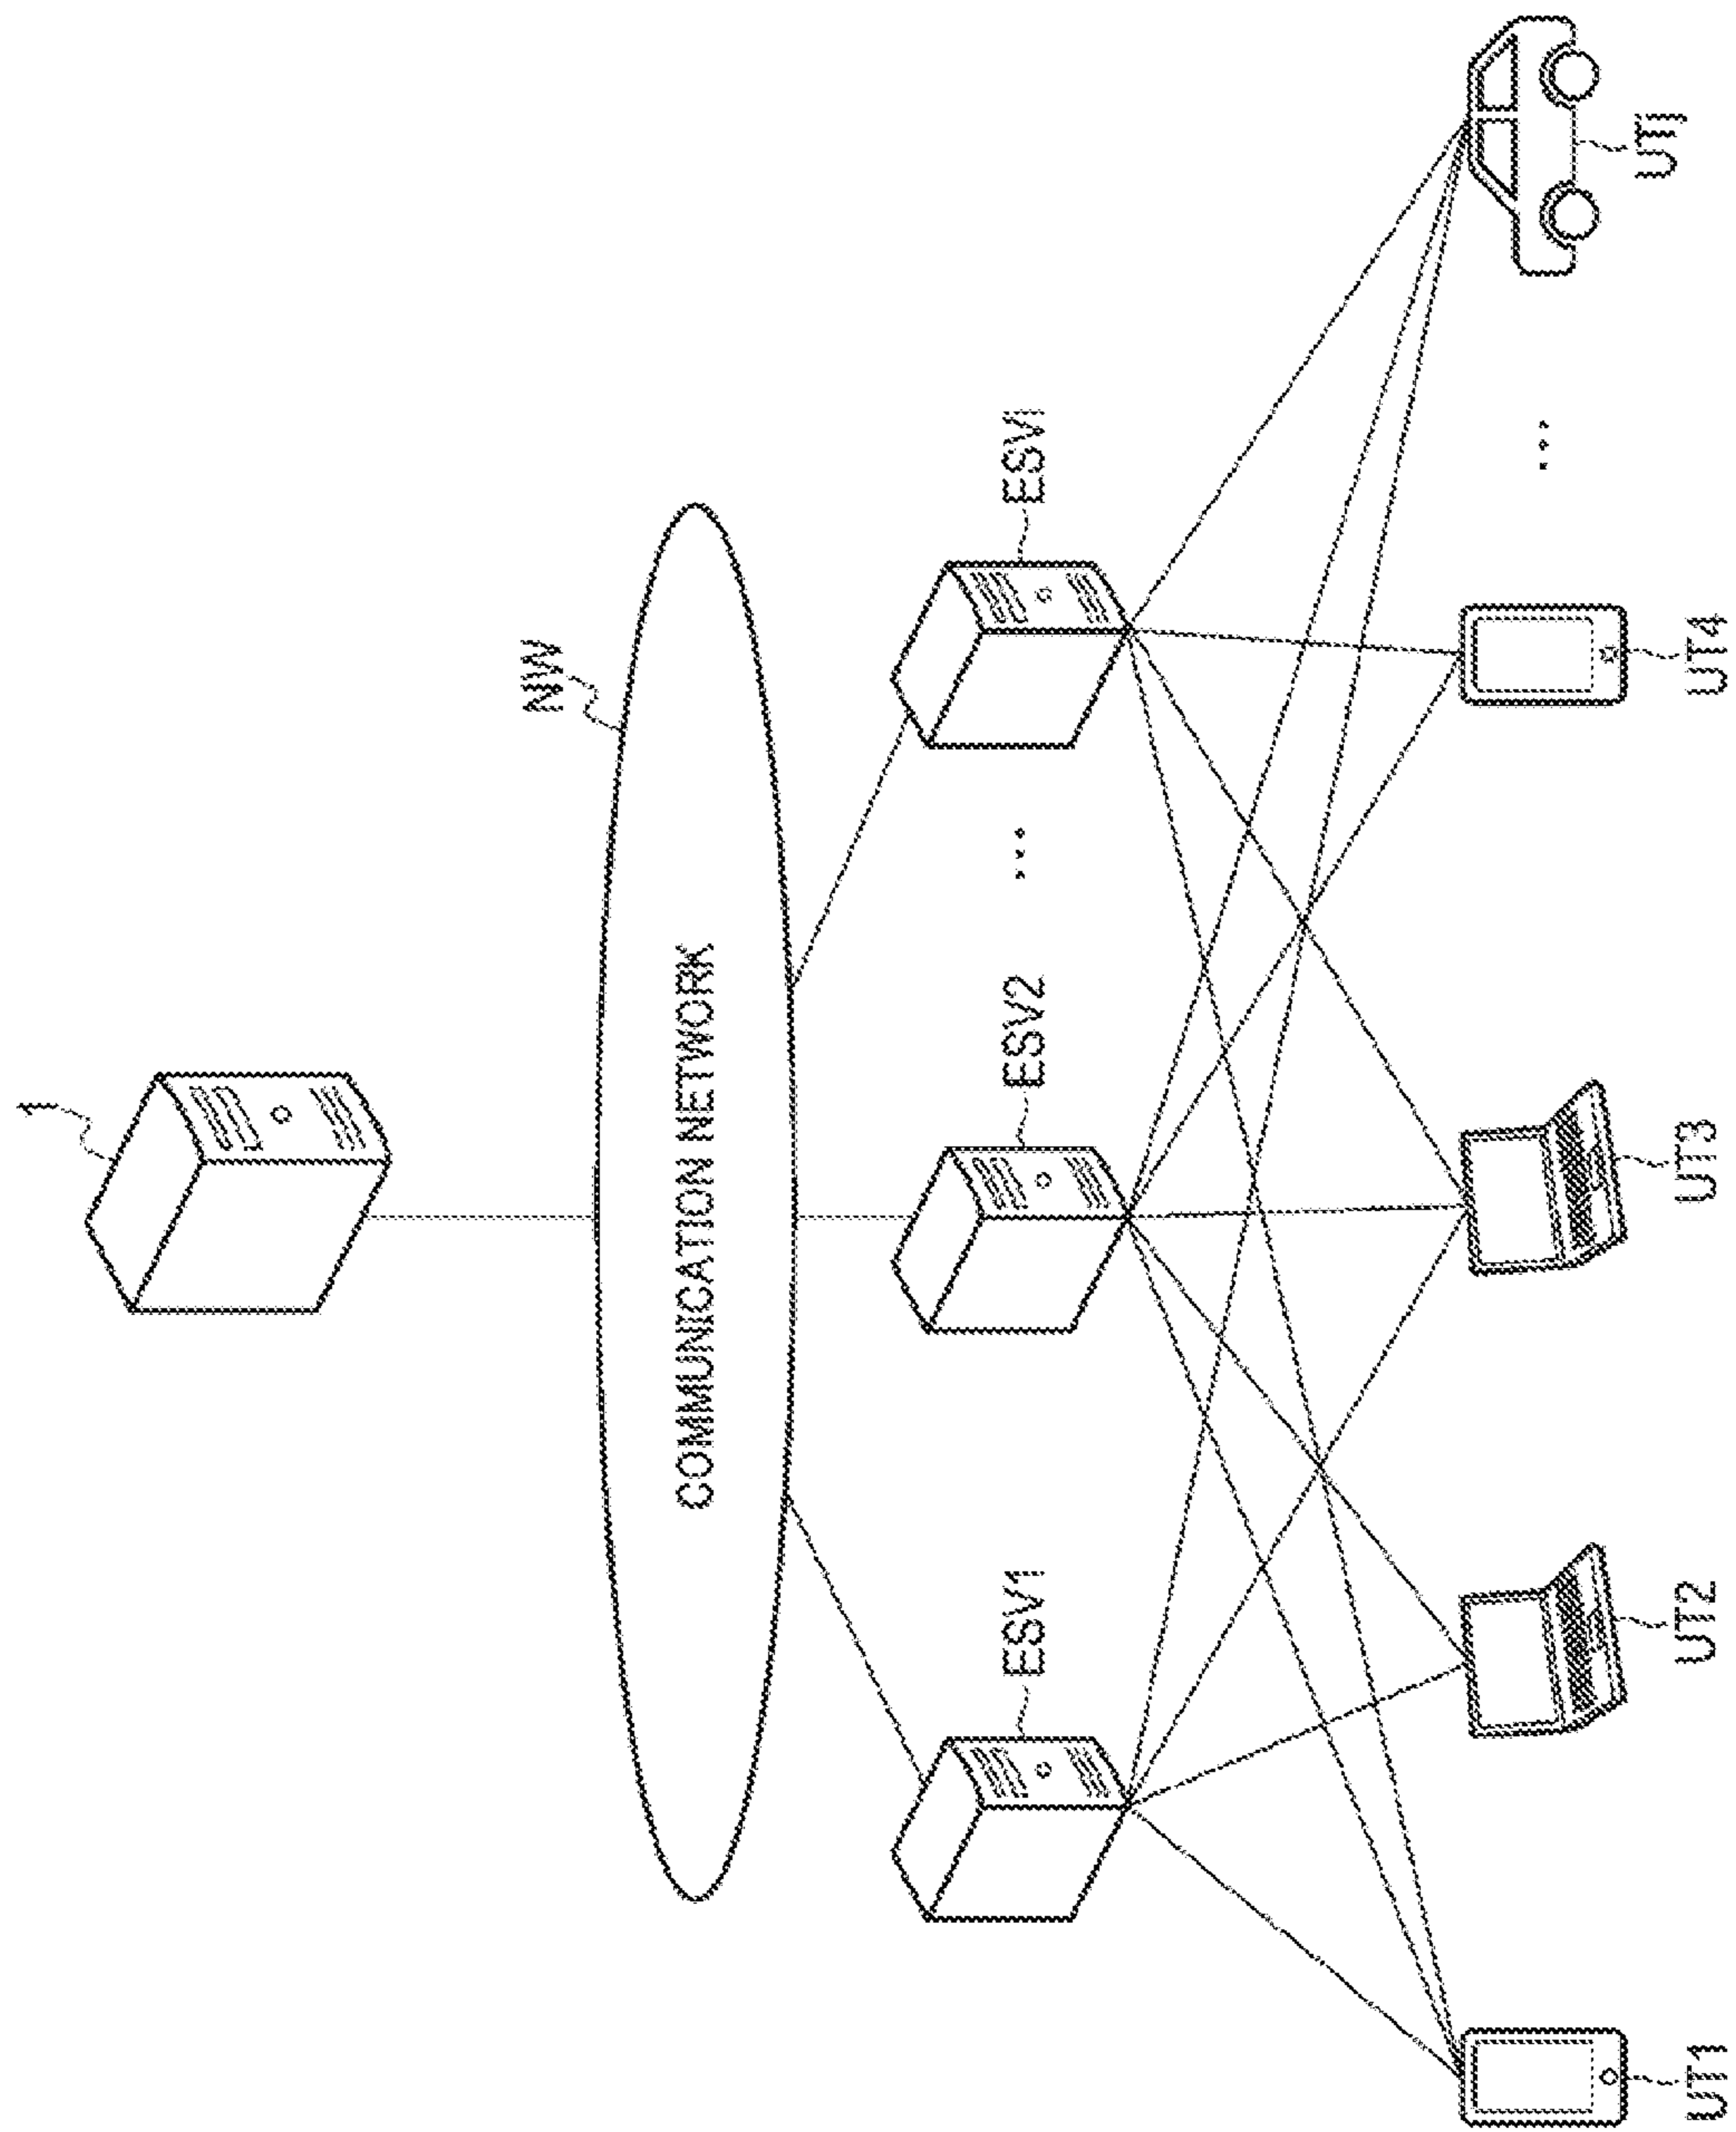 1
NW
COMMUNICATION NETWORK
ESV1
ESV2
...
ESVi
UT1
UT2
UT3
UT4
...
UTj